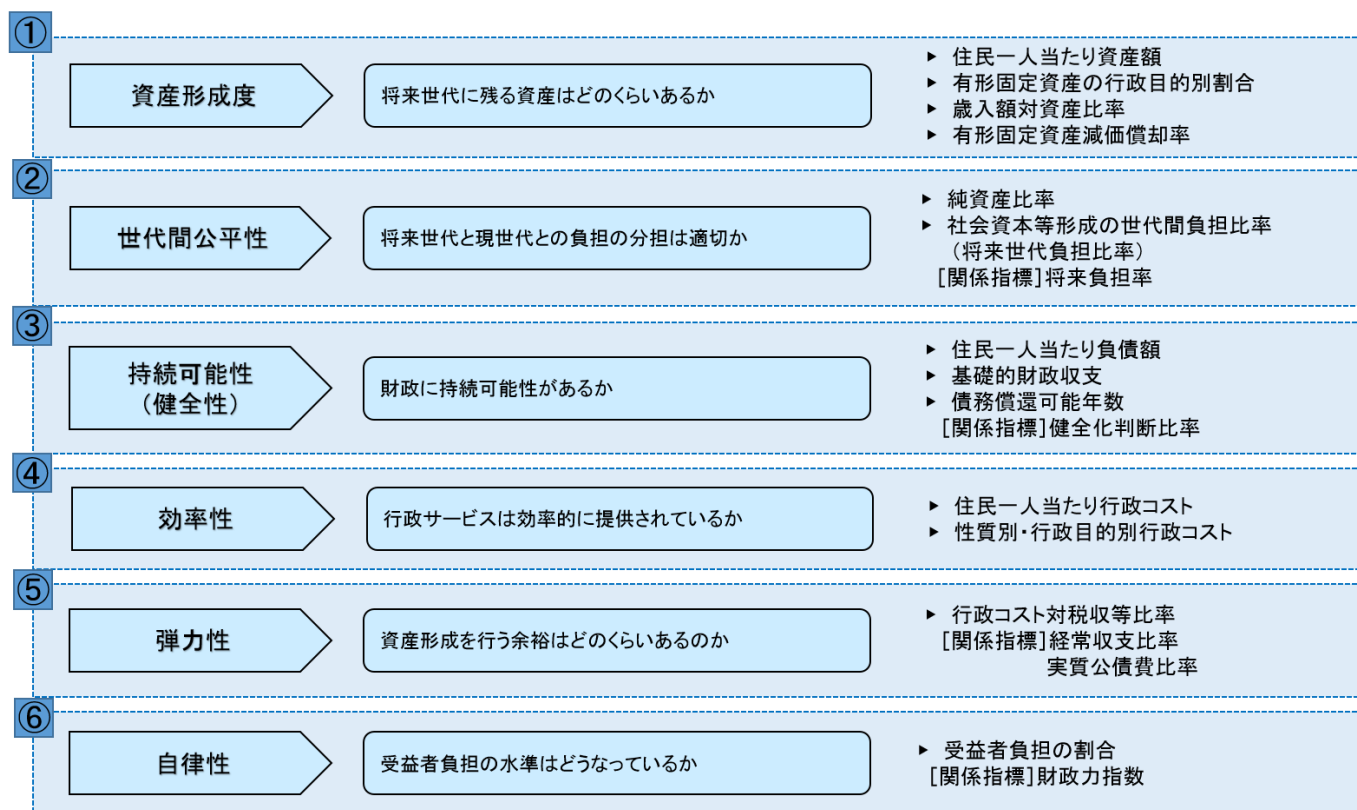 ①
資産形成度
将来世代に残る資産はどのくらいあるか
▶ 住民一人当たり資産額
▶ 有形固定資産の行政目的別割合
▶ 歳入額対資産比率
▶ 有形固定資産減価償却率
②
世代間公平性
将来世代と現世代との負担の分担は適切か
▶ 純資産比率
▶ 社会資本等形成の世代間負担比率
（将来世代負担比率）
［関係指標］将来負担率
③
持続可能性
（健全性）
財政に持続可能性があるか
▶ 住民一人当たり負債額
▶ 基礎的財政収支
▶ 債務償還可能年数
［関係指標］健全化判断比率
④
効率性
行政サービスは効率的に提供されているか
▶ 住民一人当たり行政コスト
▶ 性質別・行政目的別行政コスト
⑤
弾力性
資産形成を行う余裕はどのくらいあるのか
▶ 行政コスト対税収等比率
［関係指標］経常収支比率
実質公債費比率
⑥
自律性
受益者負担の水準はどうなっているか
▶ 受益者負担の割合
［関係指標］財政力指数